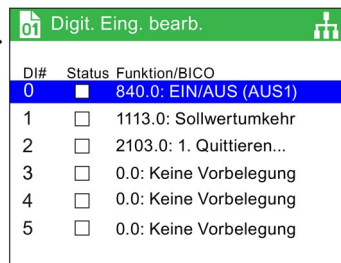 01 Digit. Eing. bearb.
DI# Status Funktion/BICO
0 840.0: EIN/AUS (AUS1)
1 1113.0: Sollwertumkehr
2 2103.0: 1. Quittieren...
3 0.0: Keine Vorbelegung
4 0.0: Keine Vorbelegung
5 0.0: Keine Vorbelegung